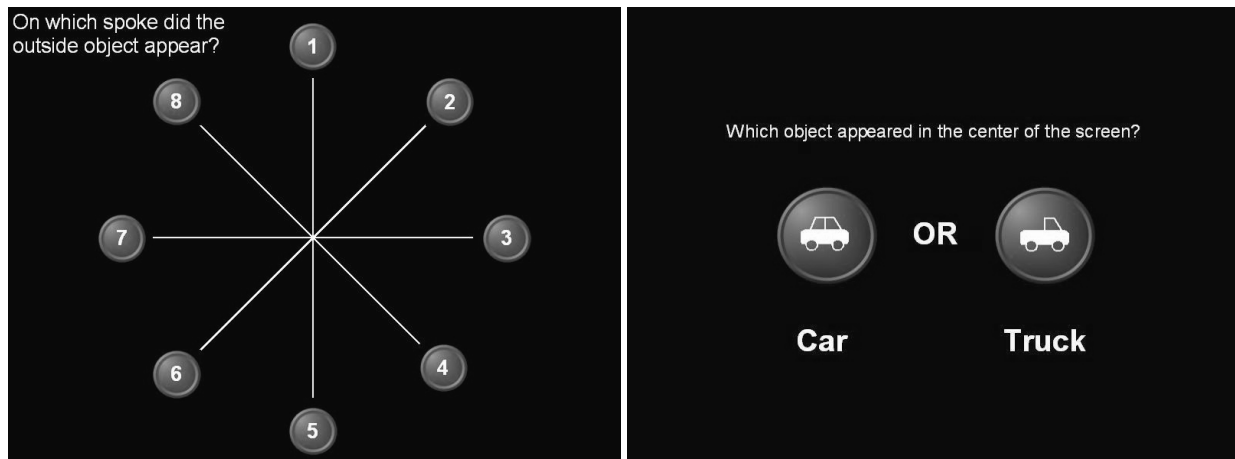 On which spoke did the
outside object appear?
1
8
2
7
3
6
4
5
Which object appeared in the center of the screen?
OR
Car
Truck